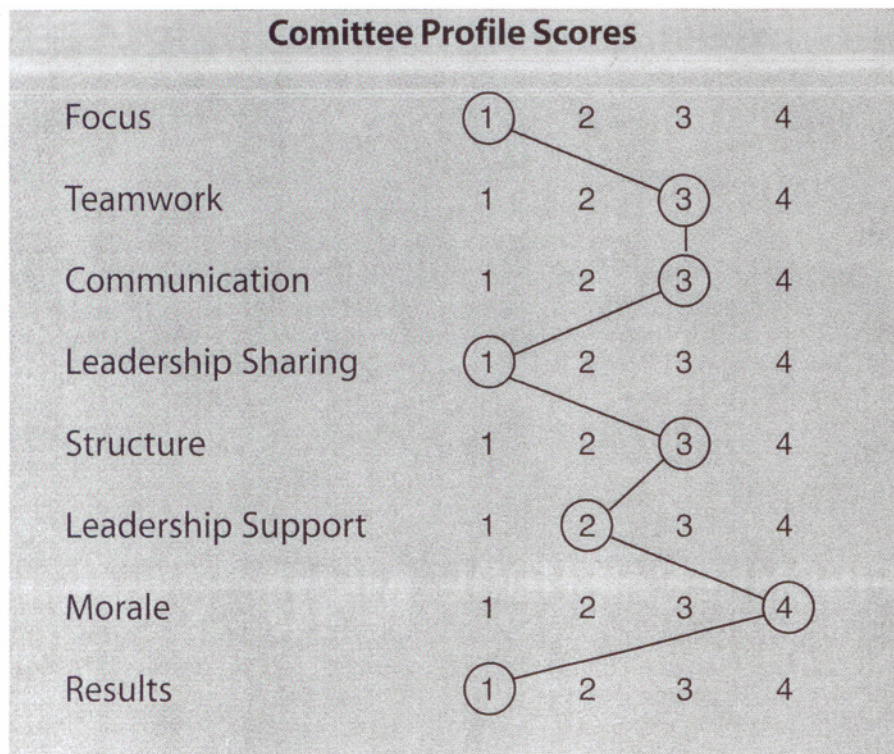 Comittee Profile Scores
Focus 1 2 3 4
Teamwork 1 2 3 4
Communication 1 2 3 4
Leadership Sharing 1 2 3 4
Structure 1 2 3 4
Leadership Support 1 2 3 4
Morale 1 2 3 4
Results 1 2 3 4